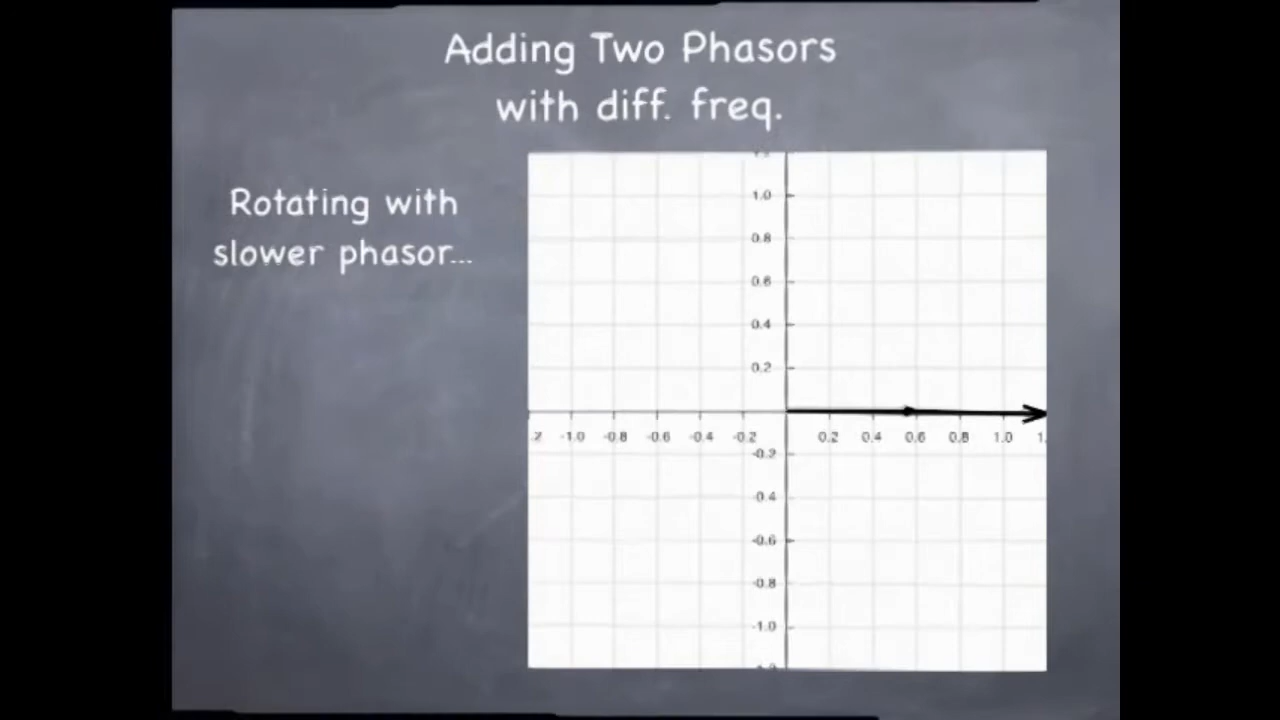 Adding Two Phasors
with diff. freq.
Rotating with
slower phasor...
1.0
0.8
0.6
0.4
0.2
-1.0 -0.8 -0.6 -0.4 -0.2 0.2 0.4 0.6 0.8 1.0
-0.2
-0.4
-0.6
-0.8
-1.0